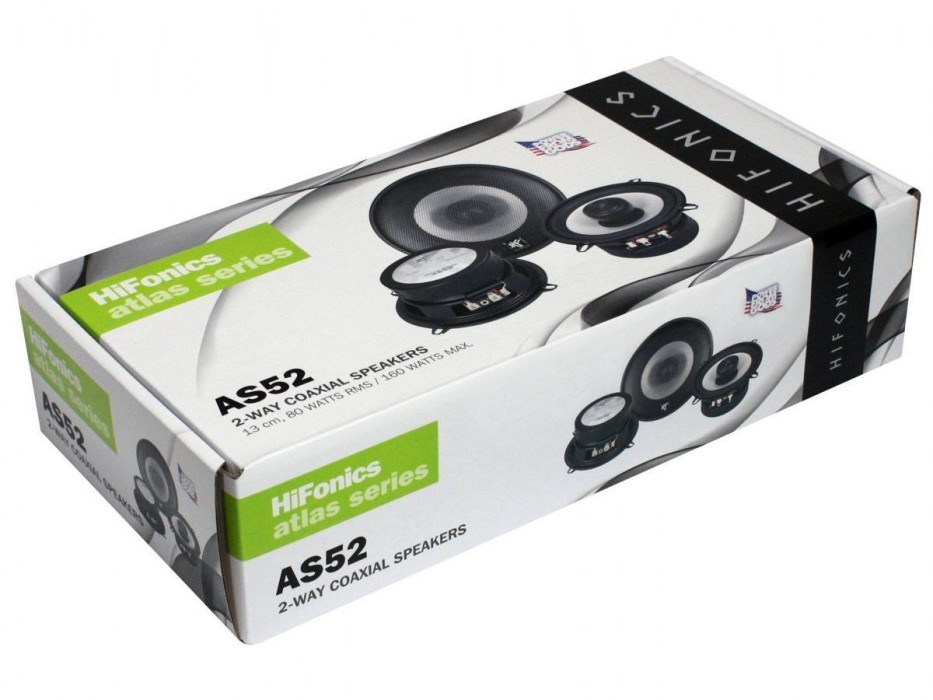 HIFONICS
HiFonics
atlas series
AS52
2-WAY COAXIAL SPEAKERS
13 cm, 80 WATTS RMS / 160 WATTS MAX.
HIFONICS
HiFonics
atlas series
AS52
2-WAY COAXIAL SPEAKERS
HiFonics
atlas series
AS52
2-WAY COAXIAL SPEAKERS